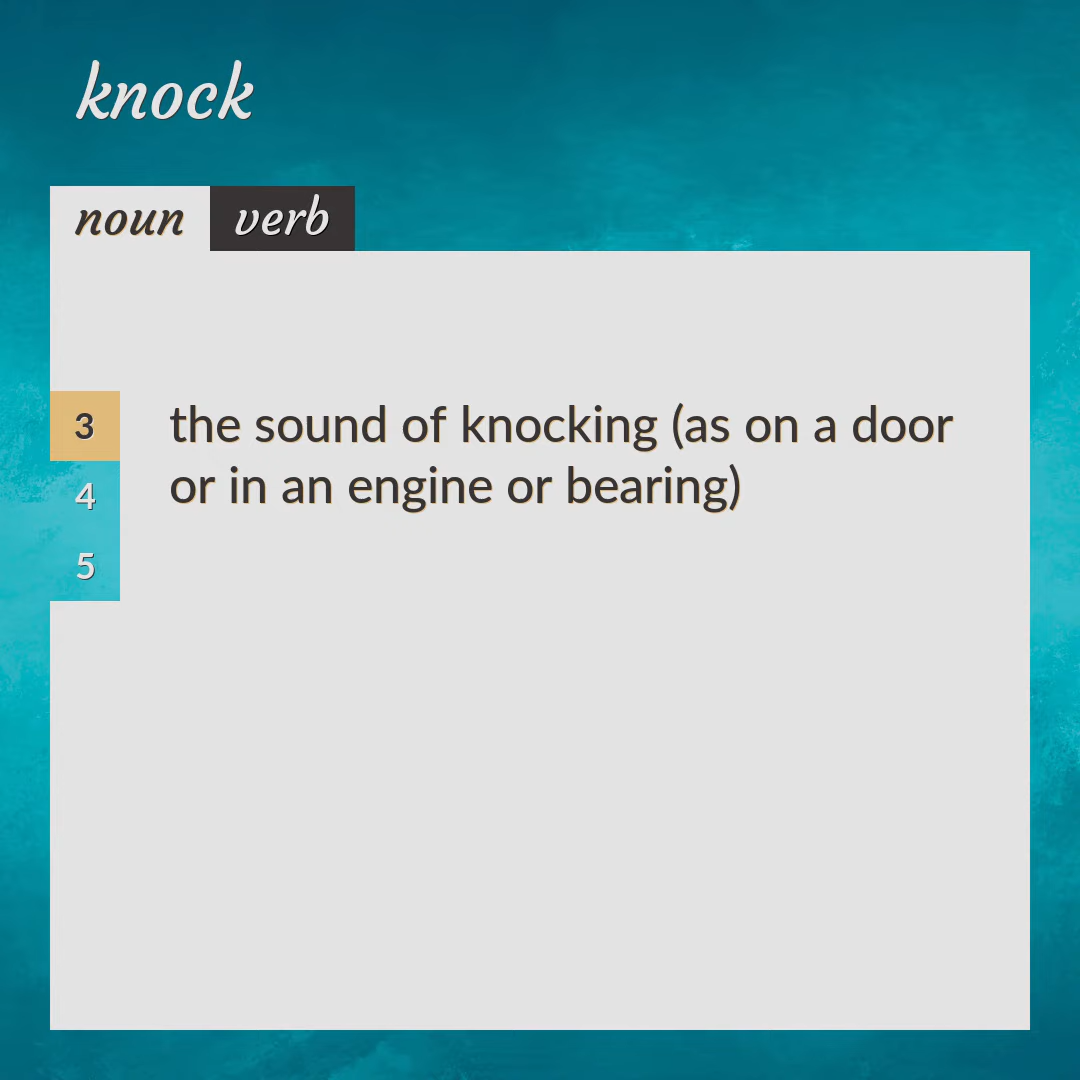 knock
noun verb
3 the sound of knocking (as on a door
or in an engine or bearing)
4
5